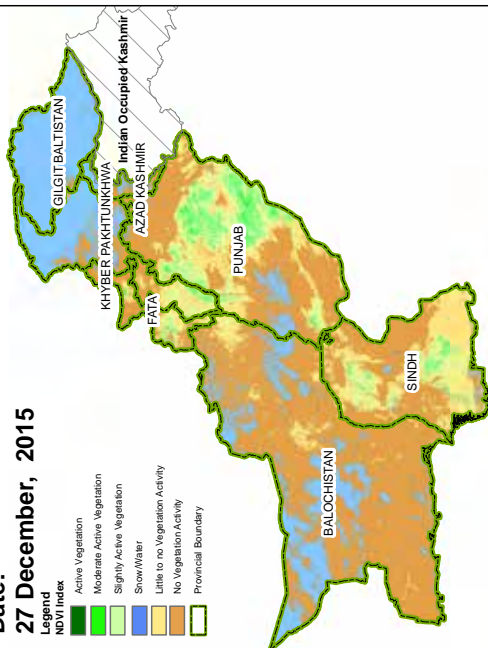 Date:
27 December, 2015
Legend
NDVI Index
Active Vegetation
Moderate Active Vegetation
Slightly Active Vegetation
Snow/Water
Little to no Vegetation Activity
No Vegetation Activity
Provincial Boundary
GILGIT BALTISTAN
KHYBER PAKHTUNKHWA
Indian Occupied Kashmir
AZAD KASHMIR
FATA
PUNJAB
BALOCHISTAN
SINDH